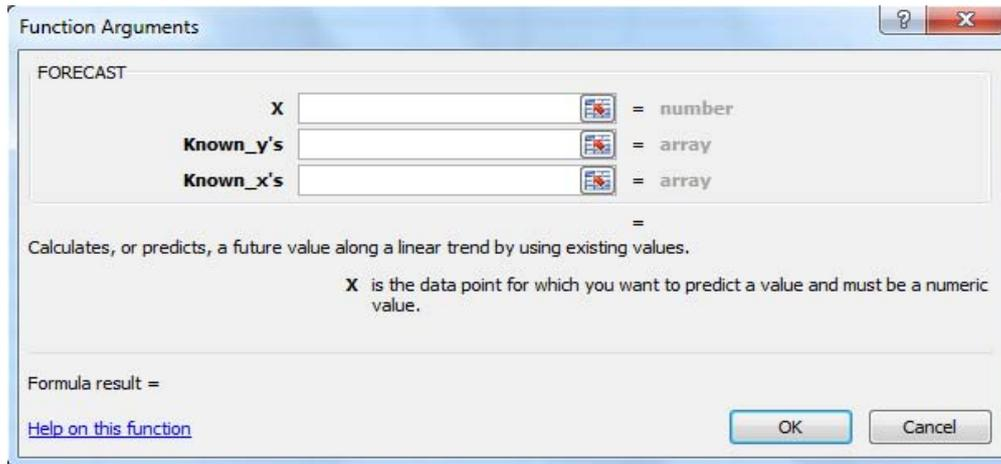 Function Arguments
?
X
FORECAST
X = number
Known_y's = array
Known_x's = array
=
Calculates, or predicts, a future value along a linear trend by using existing values.
X is the data point for which you want to predict a value and must be a numeric
value.
Formula result =
Help on this function
OK
Cancel